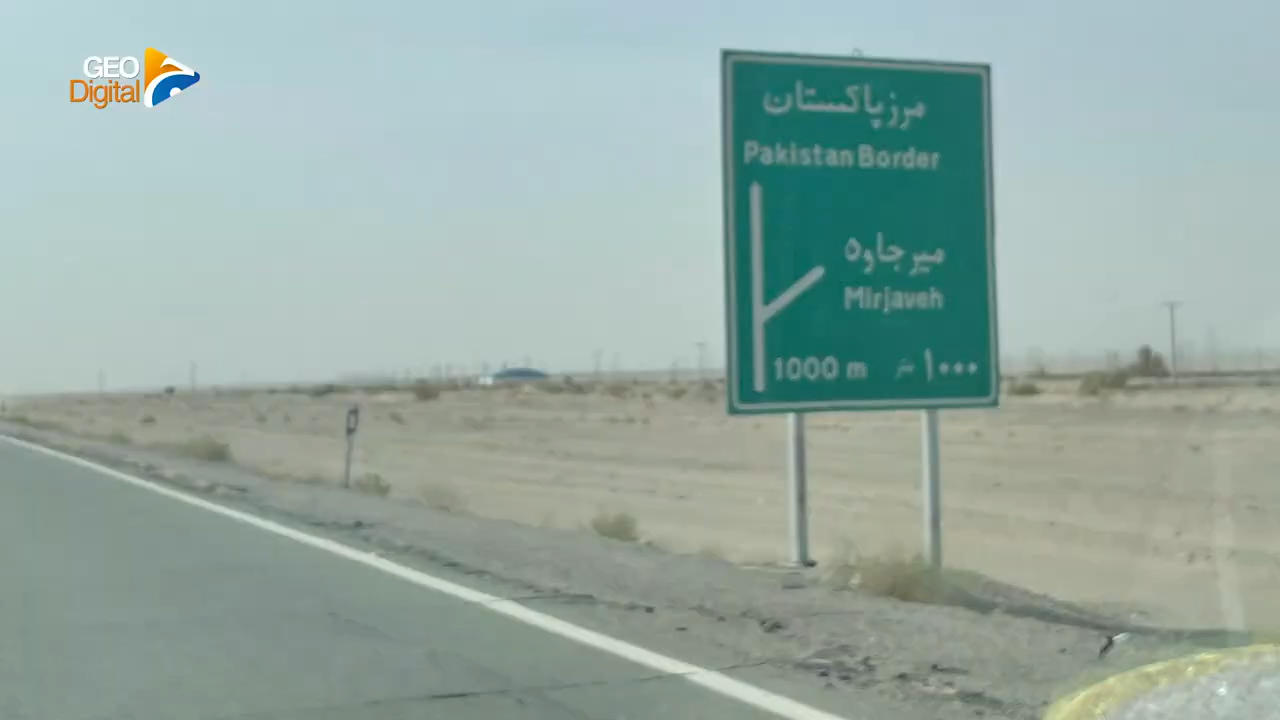 GEO
Digital
مرز پاکستان
Pakistan Border
میرجاوه
Mirjaveh
1000 m متر ۱۰۰۰